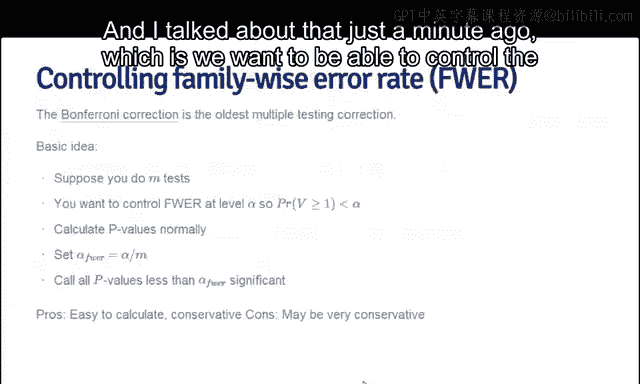 GPT中英字幕课程资源@bilibili.com
And I talked about that just a minute ago,
which is we want to be able to control the
Controlling family-wise error rate (FWER)
The Bonferroni correction is the oldest multiple testing correction.
Basic idea:
· Suppose you do m tests
· You want to control FWER at level α so Pr(V ≥ 1) < α
· Calculate P-values normally
· Set α_fwer = α/m
· Call all P-values less than α_fwer significant
Pros: Easy to calculate, conservative Cons: May be very conservative